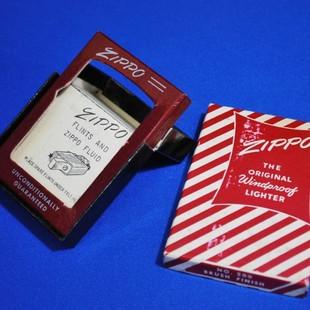 ZIPPO
ZIPPO
FLINTS AND
ZIPPO FLUID
UNCONDITIONALLY
GUARANTEED
ZIPPO
THE
ORIGINAL
Windproof
LIGHTER
NO. 200
BRUSH FINISH